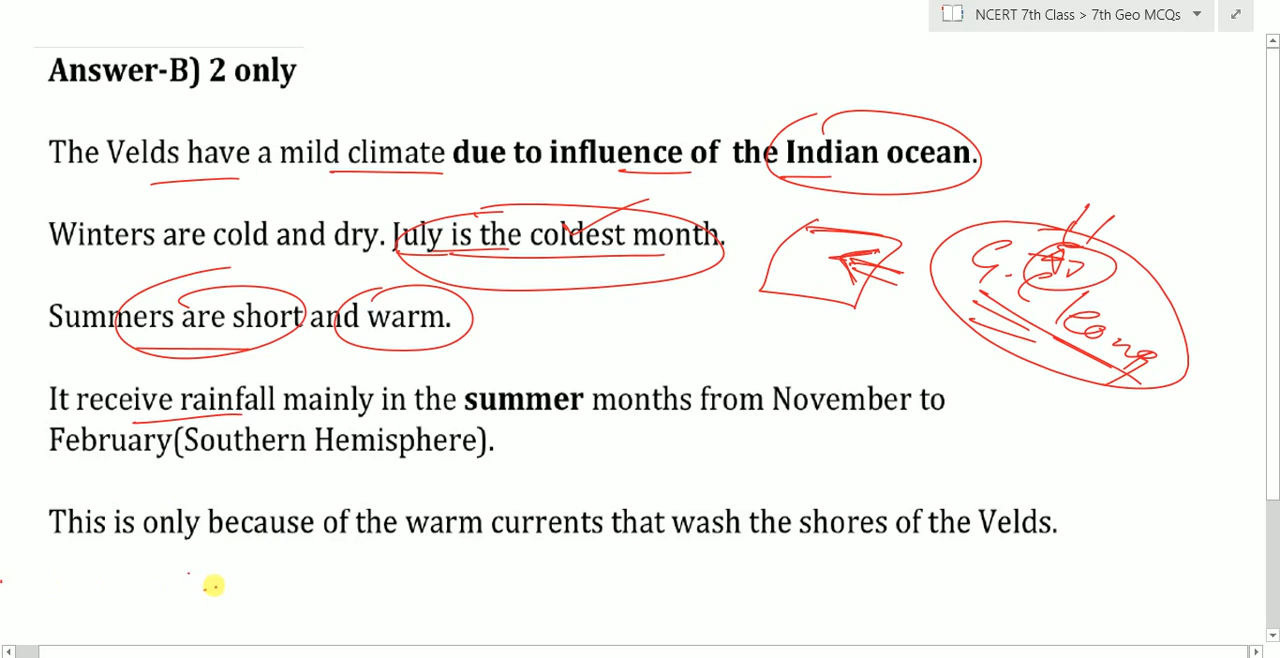 NCERT 7th Class > 7th Geo MCQs
Answer-B) 2 only
The Velds have a mild climate due to influence of the Indian ocean.
Winters are cold and dry. July is the coldest month.
Summers are short and warm.
It receive rainfall mainly in the summer months from November to
February(Southern Hemisphere).
This is only because of the warm currents that wash the shores of the Velds.
G. C
leong